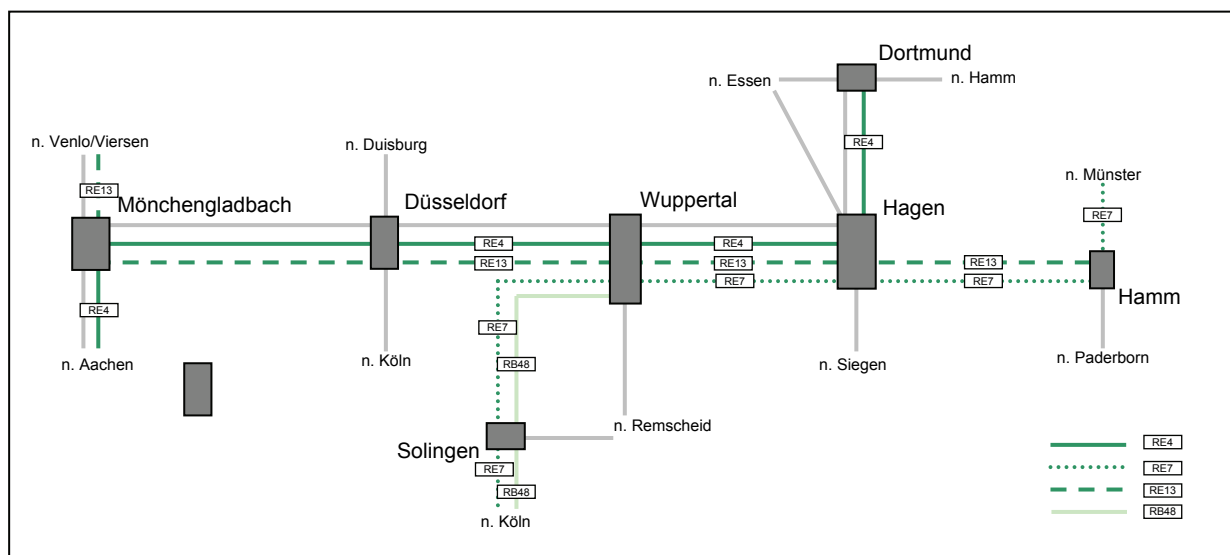 Dortmund
n. Essen
n. Hamm
RE4
n. Venlo/Viersen
n. Duisburg
n. Münster
RE13
RE7
Mönchengladbach
Düsseldorf
Wuppertal
Hagen
RE4
RE4
RE13
RE13
RE13
RE7
RE7
Hamm
RE4
RE7
n. Aachen
n. Köln
RB48
n. Siegen
n. Paderborn
n. Remscheid
Solingen
RE7
RB48
n. Köln
RE4
RE7
RE13
RB48